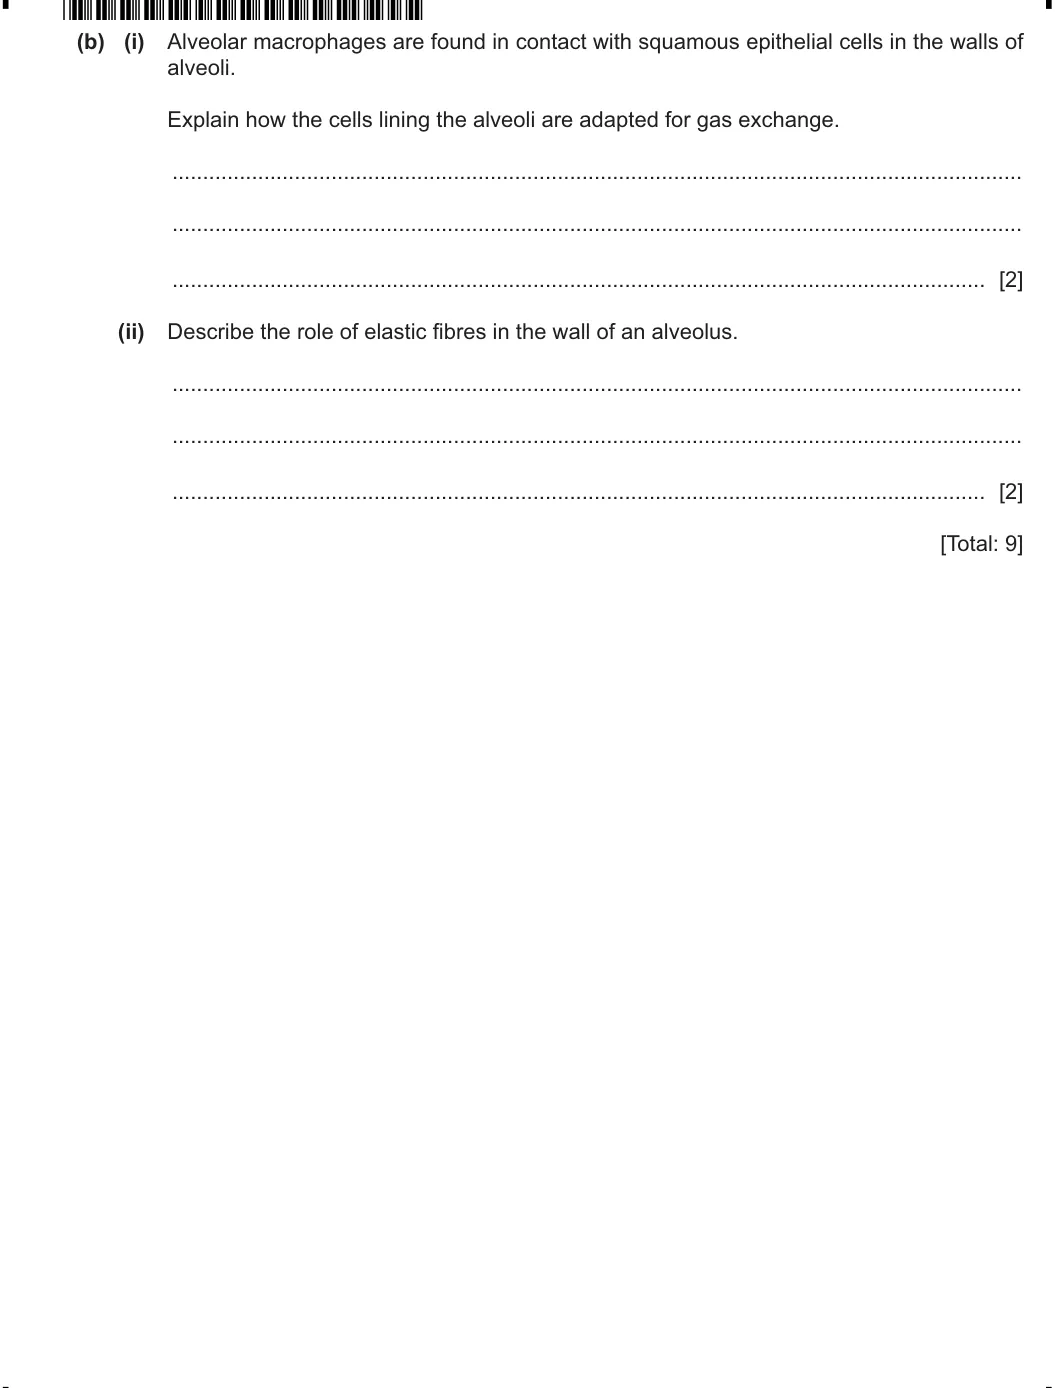 (b) (i) Alveolar macrophages are found in contact with squamous epithelial cells in the walls of
alveoli.
Explain how the cells lining the alveoli are adapted for gas exchange.
..........................................................................................................................................
..........................................................................................................................................
.................................................................................................................................... [2]
(ii) Describe the role of elastic fibres in the wall of an alveolus.
..........................................................................................................................................
..........................................................................................................................................
.................................................................................................................................... [2]
[Total: 9]